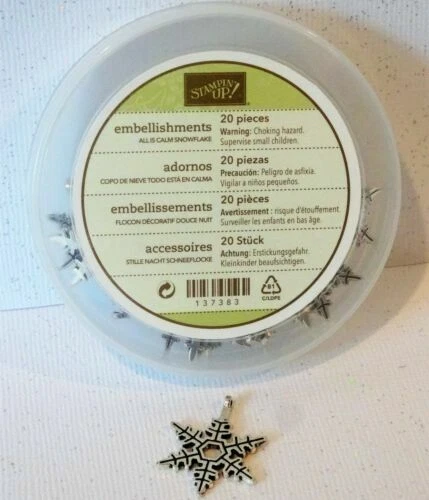 STAMPIN' UP!
embellishments 20 pieces
ALL IS CALM SNOWFLAKE Warning: Choking hazard.
Supervise small children.
adornos 20 piezas
COPO DE NIEVE TODO ESTÁ EN CALMA Precaución: Peligro de asfixia.
Vigilar a niños pequeños.
embellissements 20 pièces
FLOCON DÉCORATIF DOUCE NUIT Avertissement : risque d'étouffement.
Surveiller les enfants en bas âge.
accessoires 20 Stück
STILLE NACHT SCHNEEFLOCKE Achtung: Erstickungsgefahr.
Kleinkinder beaufsichtigen.
137383
81
C/LDPE